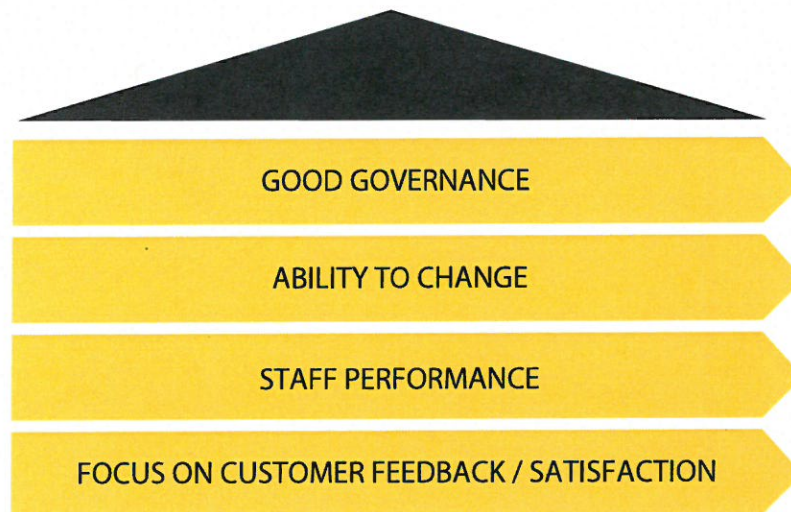 GOOD GOVERNANCE
ABILITY TO CHANGE
STAFF PERFORMANCE
FOCUS ON CUSTOMER FEEDBACK / SATISFACTION